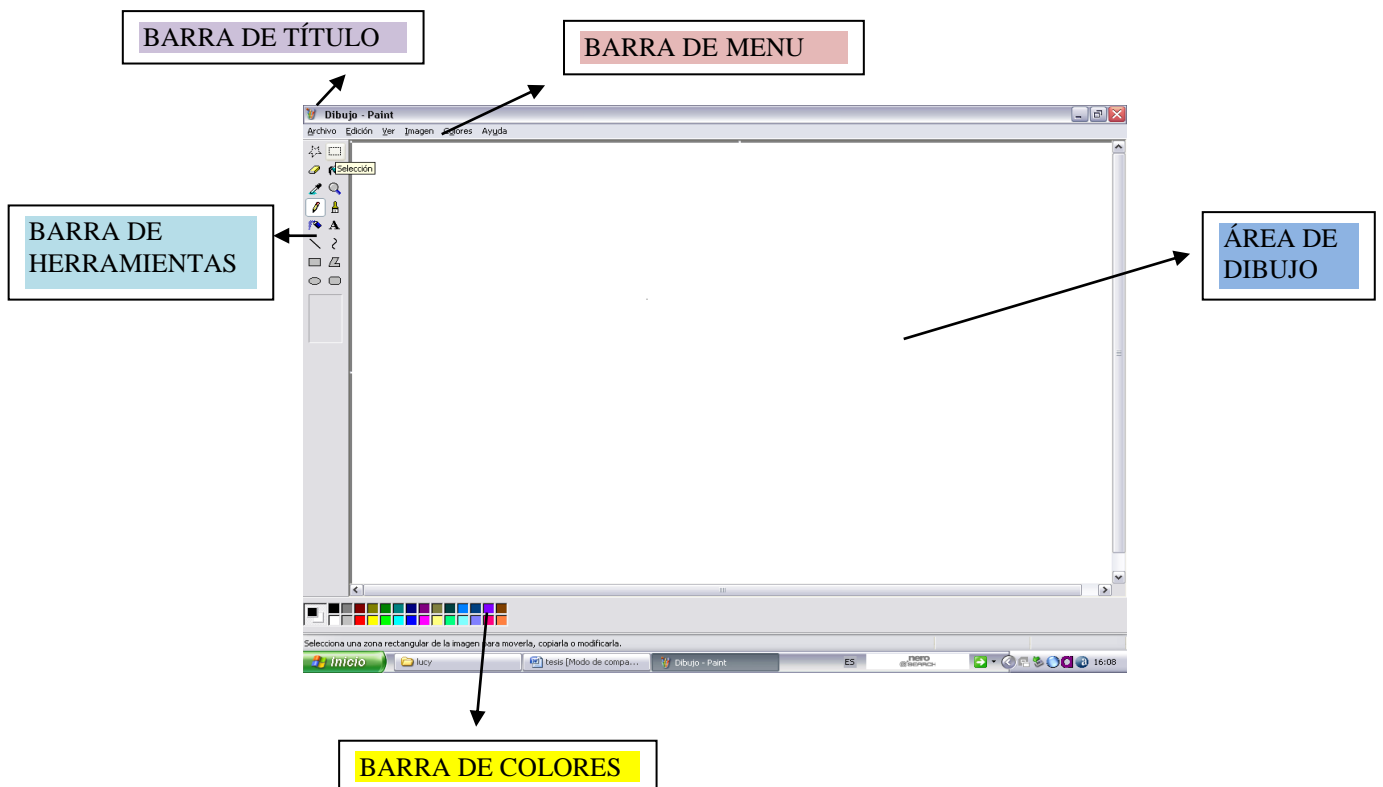 BARRA DE TÍTULO
BARRA DE MENU
Dibujo - Paint
Archivo Edición Ver Imagen Colores Ayuda
Selección
A
BARRA DE
HERRAMIENTAS
ÁREA DE
DIBUJO
Selecciona una zona rectangular de la imagen para moverla, copiarla o modificarla.
Inicio lucy tesis [Modo de compa... Dibujo - Paint ES nero SEARCH 16:08
BARRA DE COLORES